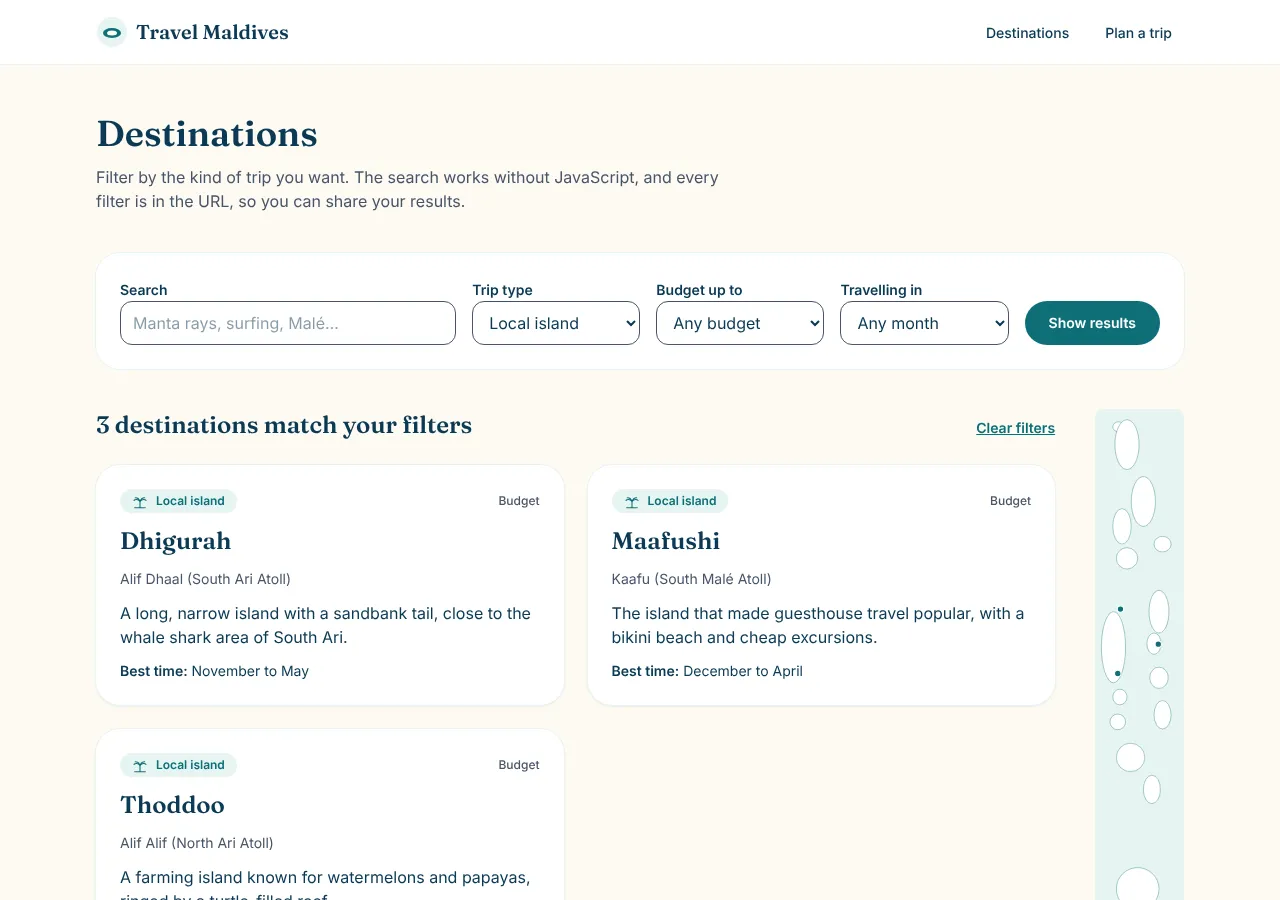 Travel Maldives
Destinations
Plan a trip
Destinations
Filter by the kind of trip you want. The search works without JavaScript, and every
filter is in the URL, so you can share your results.
Search
Trip type
Budget up to
Travelling in
Manta rays, surfing, Malé…
Local island
Any budget
Any month
Show results
3 destinations match your filters
Clear filters
Local island
Budget
Dhigurah
Alif Dhaal (South Ari Atoll)
A long, narrow island with a sandbank tail, close to the
whale shark area of South Ari.
Best time: November to May
Local island
Budget
Maafushi
Kaafu (South Malé Atoll)
The island that made guesthouse travel popular, with a
bikini beach and cheap excursions.
Best time: December to April
Local island
Budget
Thoddoo
Alif Alif (North Ari Atoll)
A farming island known for watermelons and papayas,
ringed by a turtle-filled reef.